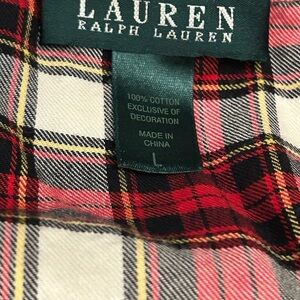 LAUREN
RALPH LAUREN
100% COTTON
EXCLUSIVE OF
DECORATION
MADE IN
CHINA
L